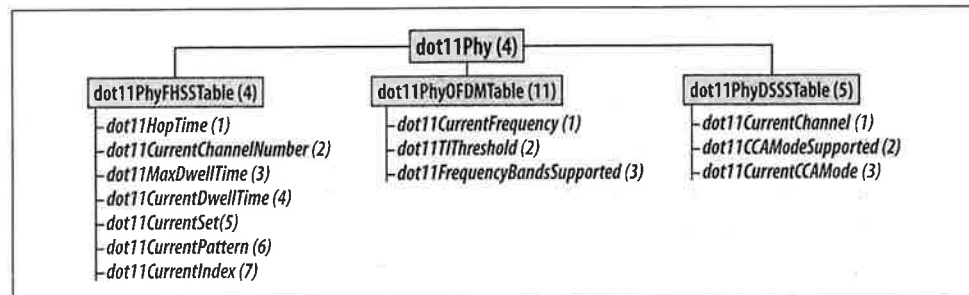 dot11Phy (4)
dot11PhyFHSSTable (4)
dot11HopTime (1)
dot11CurrentChannelNumber (2)
dot11MaxDwellTime (3)
dot11CurrentDwellTime (4)
dot11CurrentSet(5)
dot11CurrentPattern (6)
dot11CurrentIndex (7)
dot11PhyOFDMTable (11)
dot11CurrentFrequency (1)
dot11TIThreshold (2)
dot11FrequencyBandsSupported (3)
dot11PhyDSSSTable (5)
dot11CurrentChannel (1)
dot11CCAModeSupported (2)
dot11CurrentCCAMode (3)